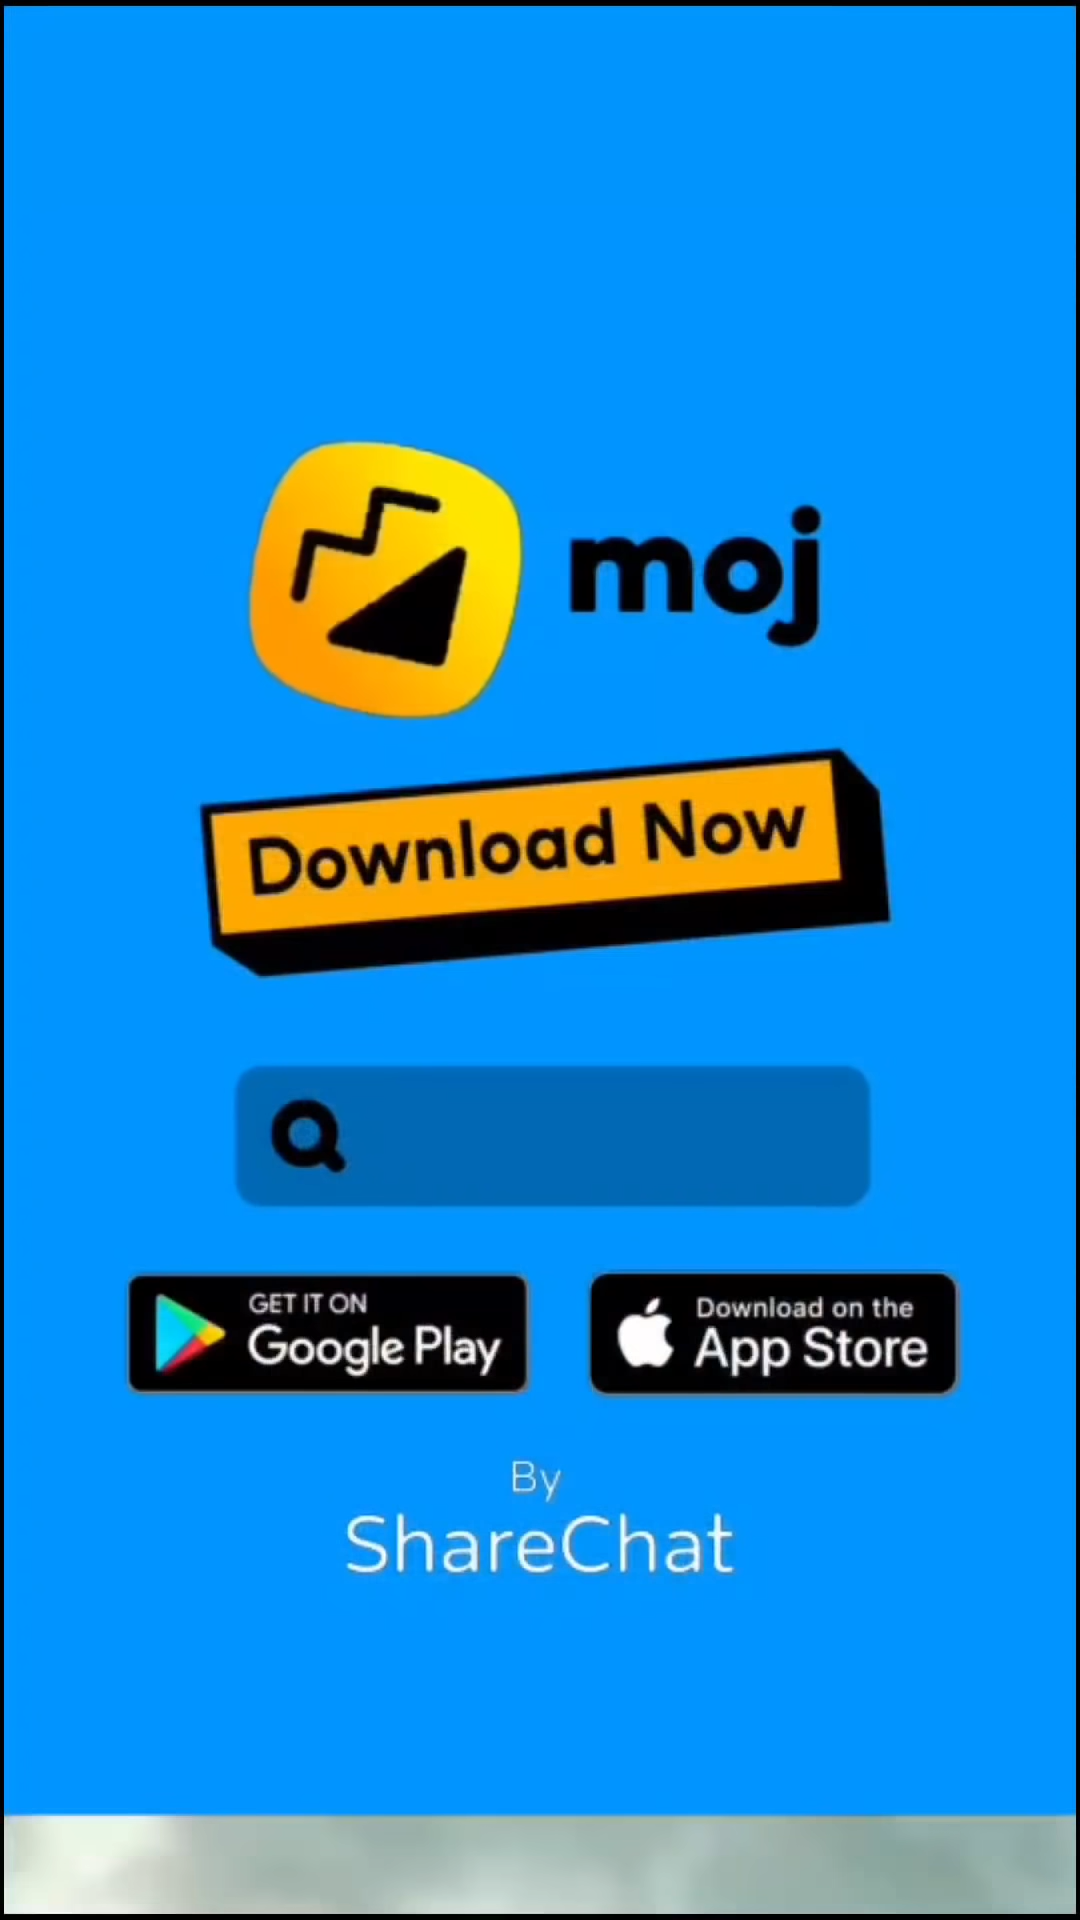 moj
Download Now
GET IT ON
Google Play
Download on the
App Store
By
ShareChat